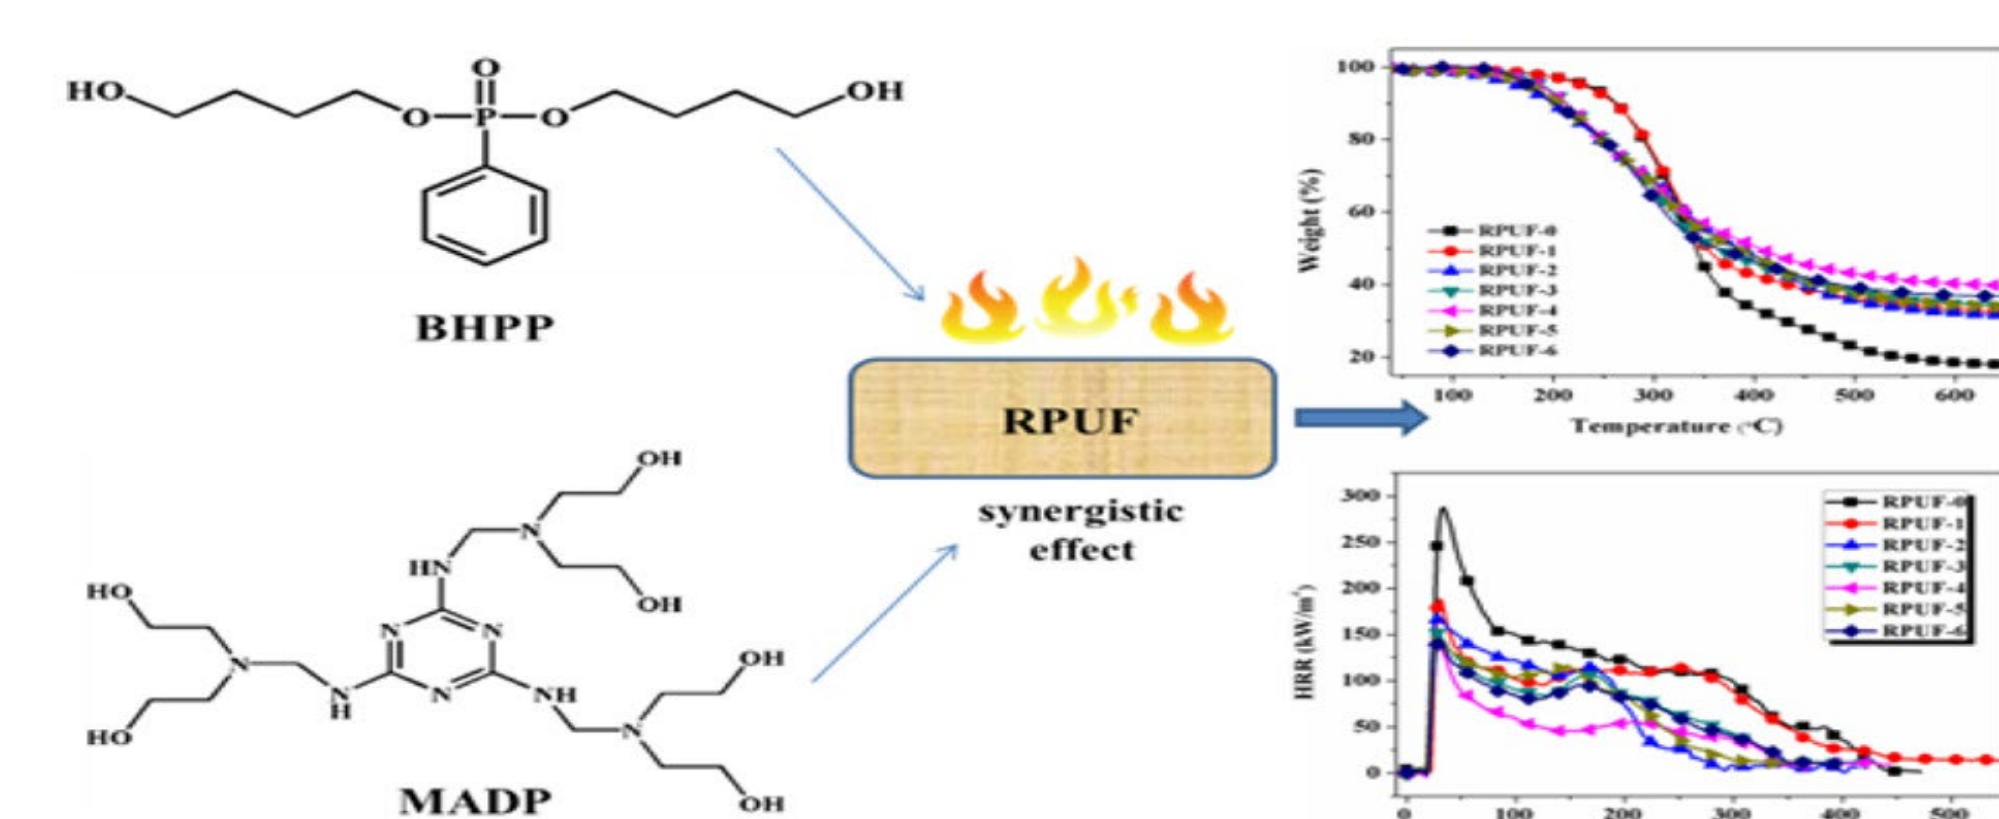 HO
O
O
P
O
OH
BHPP
RPUF
synergistic
effect
OH
N
HN
OH
HO
N
N
N
N
H
N
NH
OH
N
HO
OH
MADP
100
80
60
40
20
Weight (%)
RPUF-0
RPUF-1
RPUF-2
RPUF-3
RPUF-4
RPUF-5
RPUF-6
100 200 300 400 500 600
Temperature (°C)
300
250
200
150
100
50
0
HRR (kW/m²)
RPUF-0
RPUF-1
RPUF-2
RPUF-3
RPUF-4
RPUF-5
RPUF-6
0 100 200 300 400 500